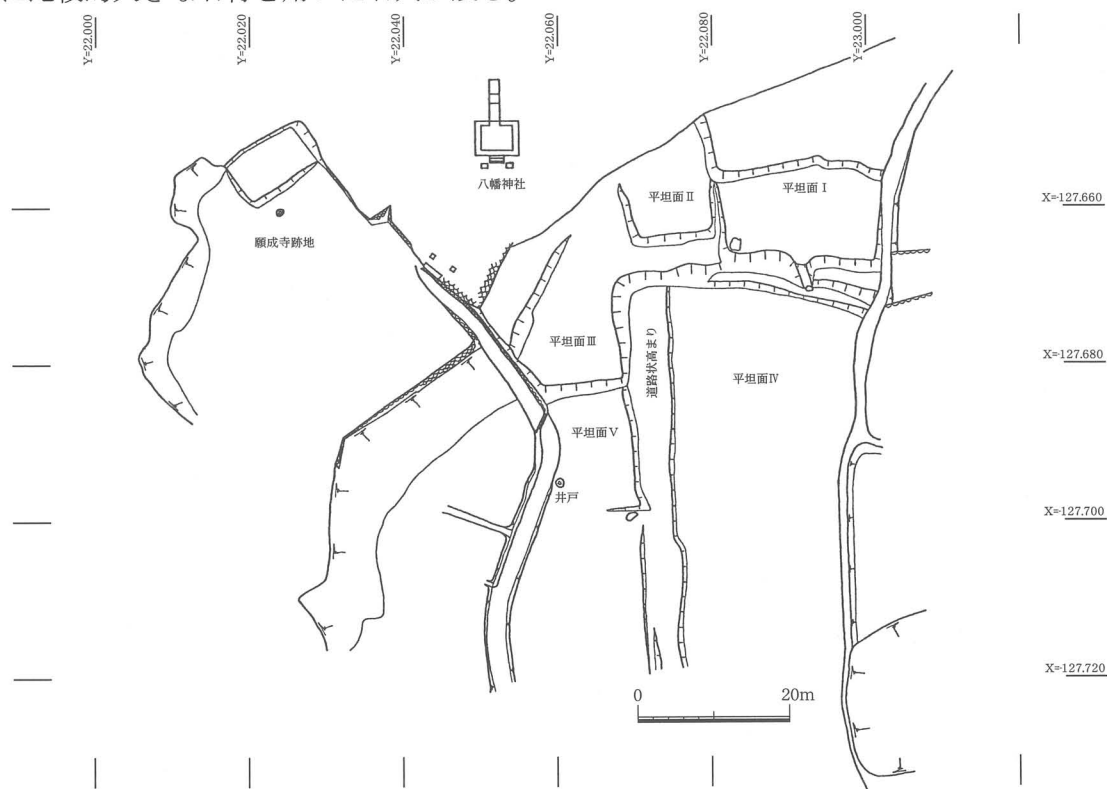 Y=22.000
Y=22.020
Y=22.040
Y=22.060
Y=22.080
Y=23.000
八幡神社
願成寺跡地
平坦面Ⅰ
平坦面Ⅱ
X=-127.660
平坦面Ⅲ
道路状高まり
平坦面Ⅳ
X=-127.680
平坦面Ⅴ
井戸
X=-127.700
X=-127.720
0
20m